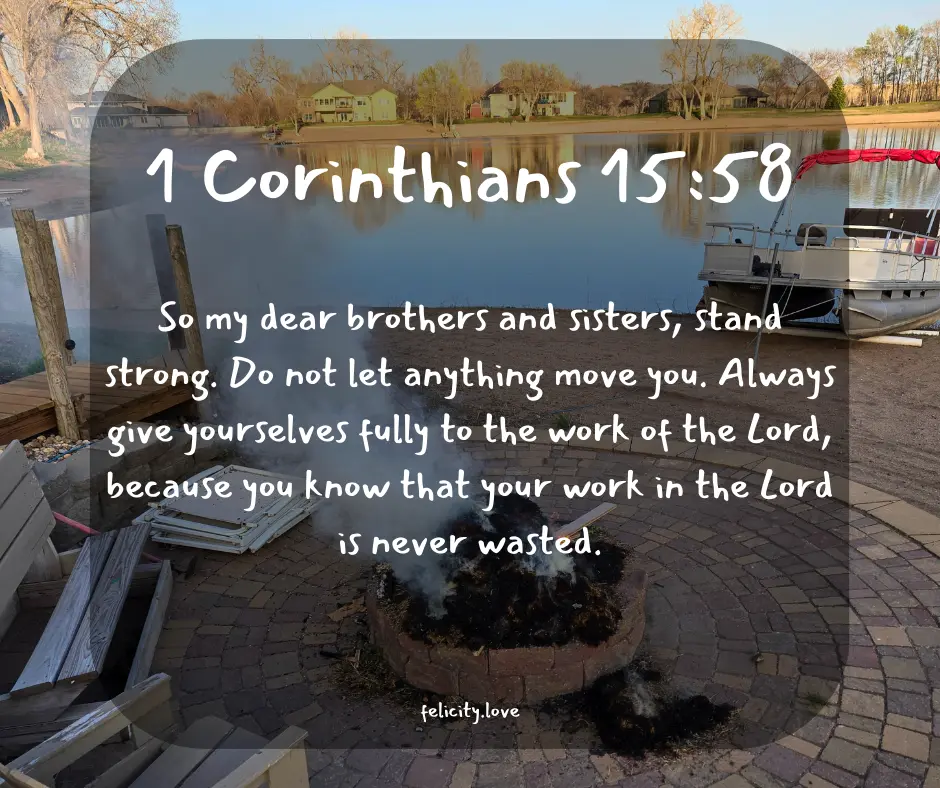 1 Corinthians 15:58
So my dear brothers and sisters, stand
strong. Do not let anything move you. Always
give yourselves fully to the work of the Lord,
because you know that your work in the Lord
is never wasted.
felicity.love